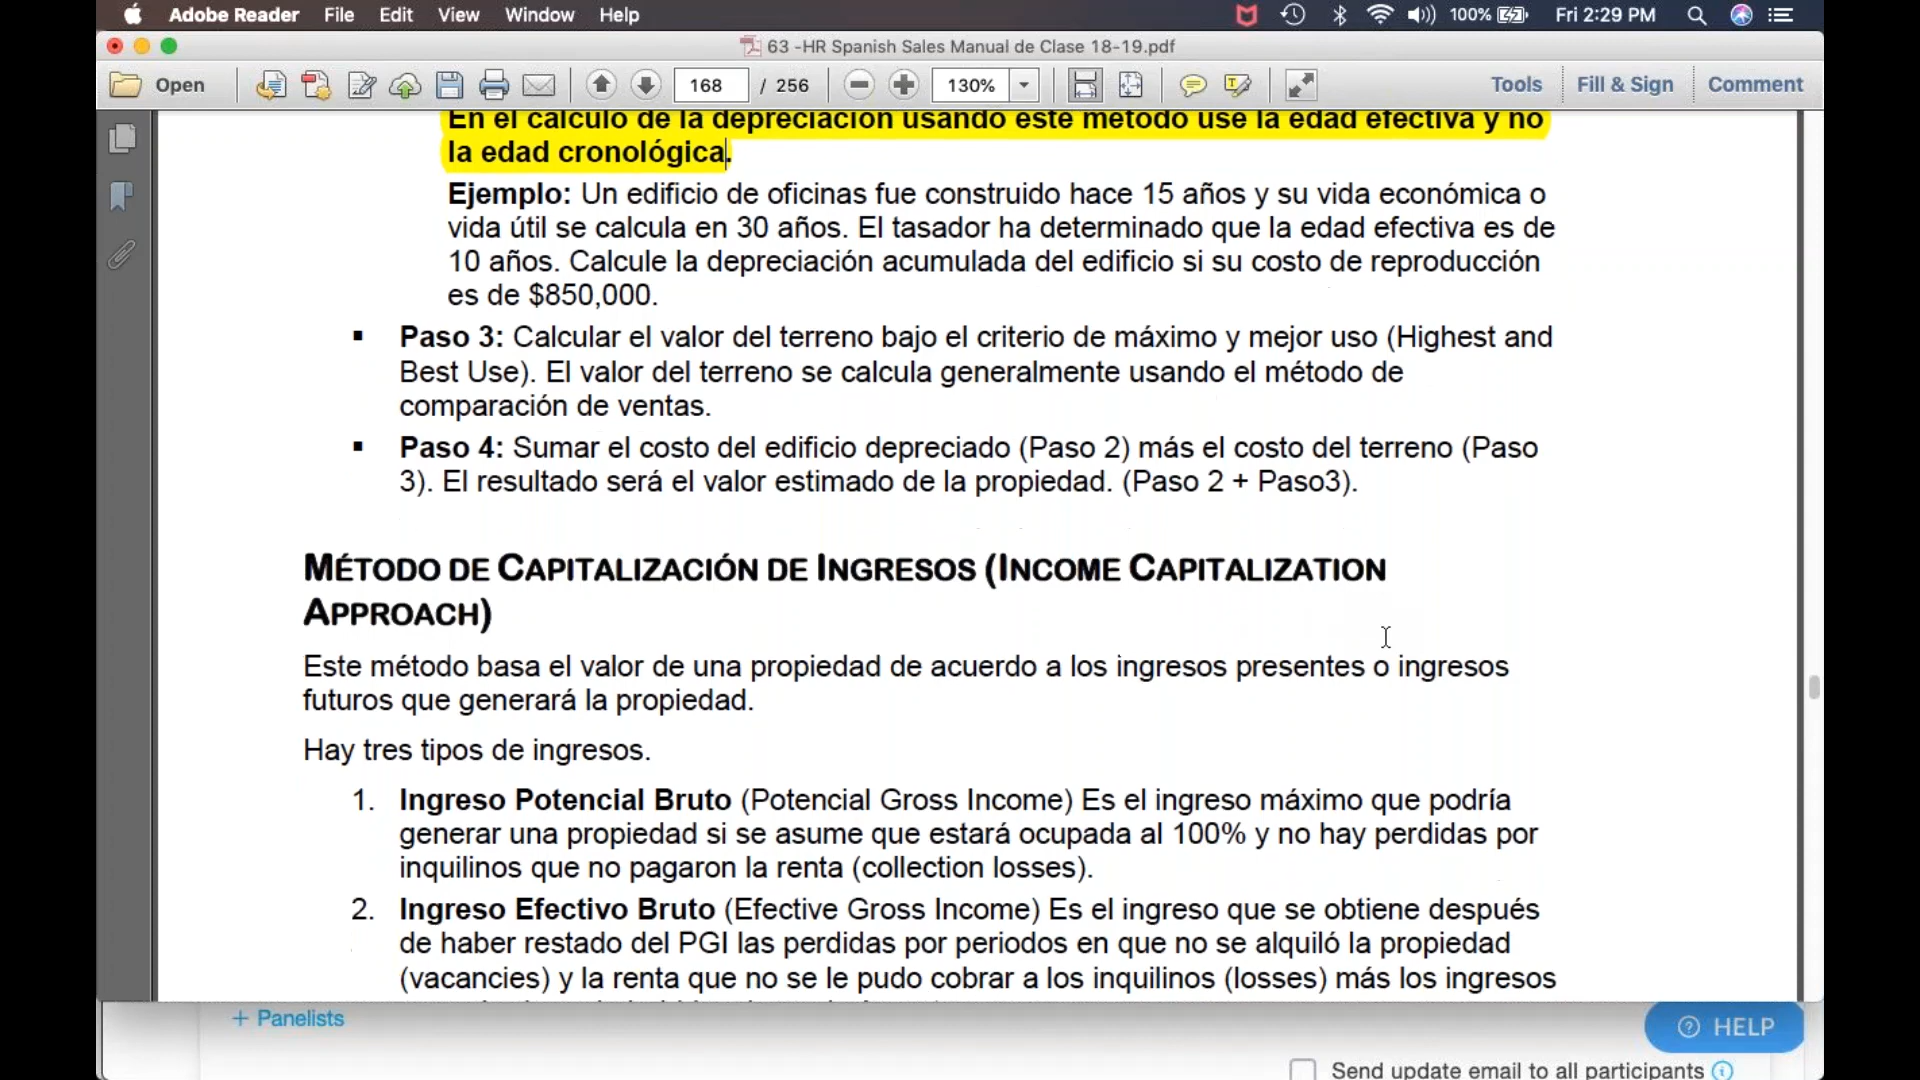 Adobe Reader File Edit View Window Help 100% Fri 2:29 PM
63 -HR Spanish Sales Manual de Clase 18-19.pdf
Open 168 / 256 130% Tools Fill & Sign Comment
En el calculo de la depreciación usando este método use la edad efectiva y no
la edad cronológica.
Ejemplo: Un edificio de oficinas fue construido hace 15 años y su vida económica o
vida útil se calcula en 30 años. El tasador ha determinado que la edad efectiva es de
10 años. Calcule la depreciación acumulada del edificio si su costo de reproducción
es de $850,000.
▪ Paso 3: Calcular el valor del terreno bajo el criterio de máximo y mejor uso (Highest and
Best Use). El valor del terreno se calcula generalmente usando el método de
comparación de ventas.
▪ Paso 4: Sumar el costo del edificio depreciado (Paso 2) más el costo del terreno (Paso
3). El resultado será el valor estimado de la propiedad. (Paso 2 + Paso3).
MÉTODO DE CAPITALIZACIÓN DE INGRESOS (INCOME CAPITALIZATION
APPROACH)
Este método basa el valor de una propiedad de acuerdo a los ingresos presentes o ingresos
futuros que generará la propiedad.
Hay tres tipos de ingresos.
1. Ingreso Potencial Bruto (Potencial Gross Income) Es el ingreso máximo que podría
generar una propiedad si se asume que estará ocupada al 100% y no hay perdidas por
inquilinos que no pagaron la renta (collection losses).
2. Ingreso Efectivo Bruto (Efective Gross Income) Es el ingreso que se obtiene después
de haber restado del PGI las perdidas por periodos en que no se alquiló la propiedad
(vacancies) y la renta que no se le pudo cobrar a los inquilinos (losses) más los ingresos
+ Panelists
HELP
Send update email to all participants